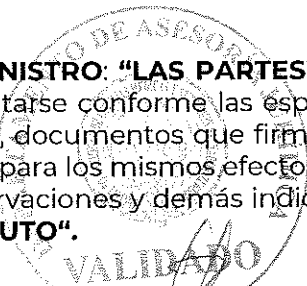 DE ASESO
NISTRO: "LAS PARTES
tarse conforme las esp
, documentos que firm
para los mismos efecto
rvaciones y demás indic
UTO".
VALIDADO